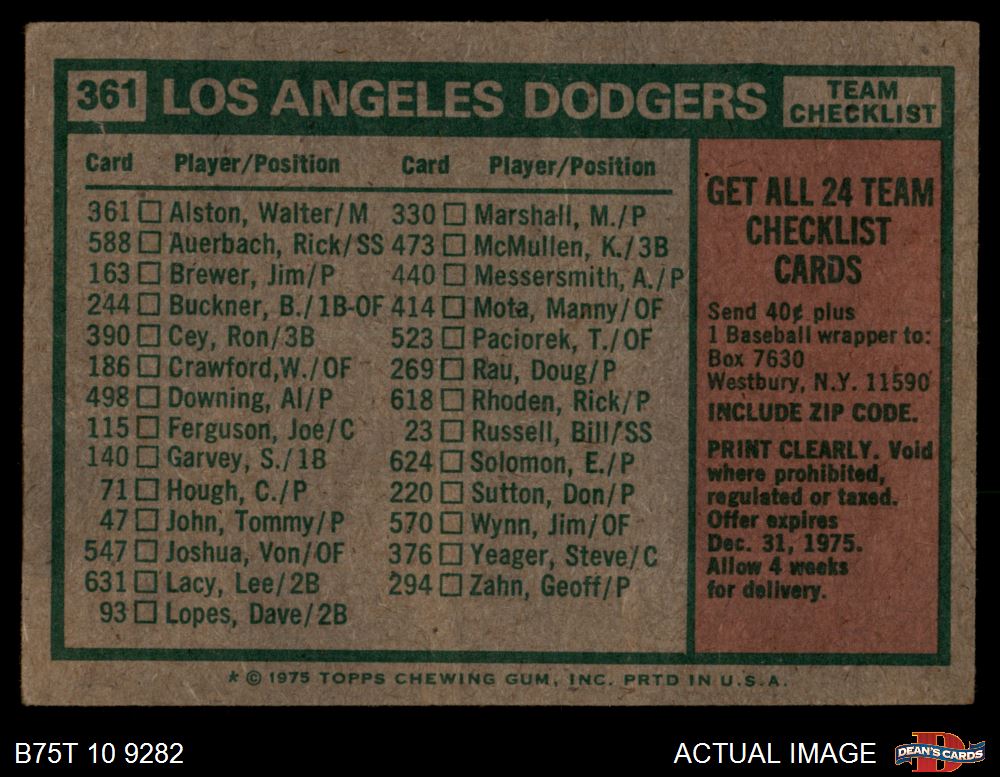 361 LOS ANGELES DODGERS TEAM CHECKLIST
Card Player/Position Card Player/Position
361 Alston, Walter/M 330 Marshall, M./P
588 Auerbach, Rick/SS 473 McMullen, K./3B
163 Brewer, Jim/P 440 Messersmith, A./P
244 Buckner, B./1B-OF 414 Mota, Manny/OF
390 Cey, Ron/3B 523 Paciorek, T./OF
186 Crawford,W./OF 269 Rau, Doug/P
498 Downing, Al/P 618 Rhoden, Rick/P
115 Ferguson, Joe/C 23 Russell, Bill/SS
140 Garvey, S./1B 624 Solomon, E./P
71 Hough, C./P 220 Sutton, Don/P
47 John, Tommy/P 570 Wynn, Jim/OF
547 Joshua, Von/OF 376 Yeager, Steve/C
631 Lacy, Lee/2B 294 Zahn, Geoff/P
93 Lopes, Dave/2B
GET ALL 24 TEAM
CHECKLIST
CARDS
Send 40¢ plus
1 Baseball wrapper to:
Box 7630
Westbury, N.Y. 11590
INCLUDE ZIP CODE.
PRINT CLEARLY. Void
where prohibited,
regulated or taxed.
Offer expires
Dec. 31, 1975.
Allow 4 weeks
for delivery.
* © 1975 TOPPS CHEWING GUM, INC. PRTD IN U.S.A.
B75T 10 9282 ACTUAL IMAGE DEAN'S CARDS